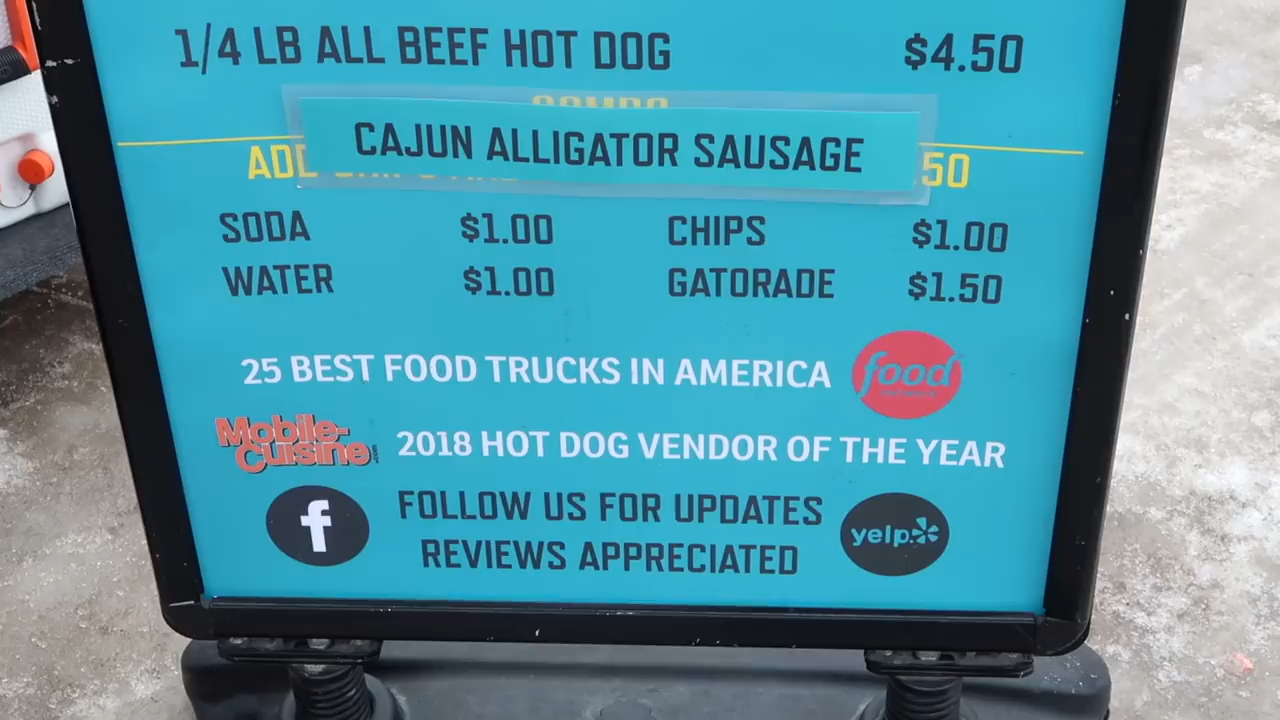 1/4 LB ALL BEEF HOT DOG $4.50
CAJUN ALLIGATOR SAUSAGE
ADD 50
SODA $1.00 CHIPS $1.00
WATER $1.00 GATORADE $1.50
25 BEST FOOD TRUCKS IN AMERICA food
Mobile-Cuisine.com 2018 HOT DOG VENDOR OF THE YEAR
f FOLLOW US FOR UPDATES yelp
REVIEWS APPRECIATED